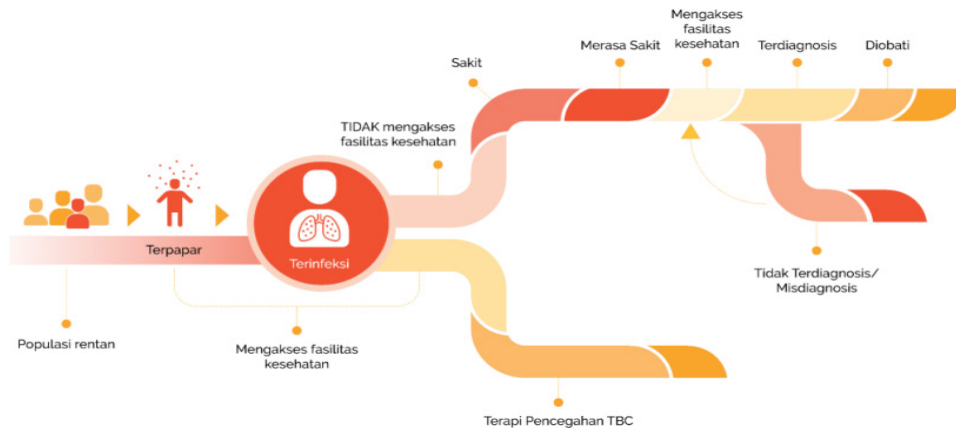 Mengakses
fasilitas
kesehatan
Sakit
Merasa Sakit
Terdiagnosis
Diobati
TIDAK mengakses
fasilitas kesehatan
Terpapar
Terinfeksi
Populasi rentan
Mengakses fasilitas
kesehatan
Tidak Terdiagnosis/
Misdiagnosis
Terapi Pencegahan TBC